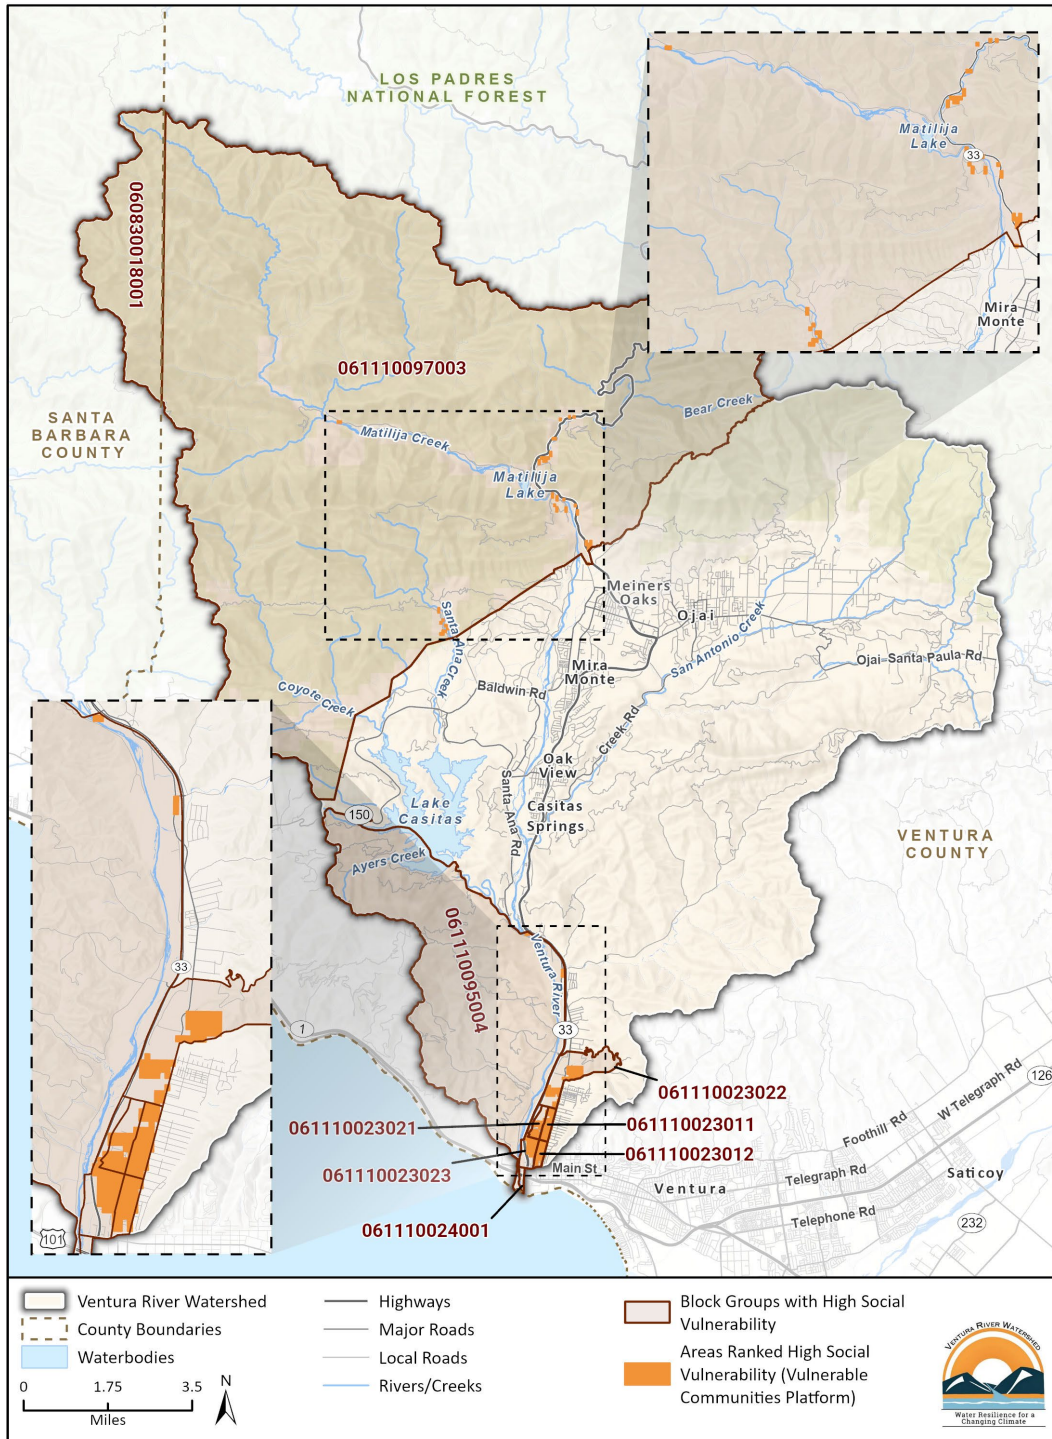 LOS PADRES
NATIONAL FOREST
Matilija
Lake
33
Mira
Monte
060830018001
061110097003
SANTA
BARBARA
COUNTY
Matilija Creek
Bear Creek
Matilija
Lake
Meiners
Oaks
Ojai
San Antonio Creek
Santa Ana Creek
Ojai-Santa Paula Rd
Mira
Monte
Baldwin Rd
Coyote Creek
Creek Rd
Oak
View
Santa Ana Rd
Casitas
Springs
Lake
Casitas
150
Ayers Creek
VENTURA
COUNTY
061110095004
Ventura River
33
33
1
101
061110023022
061110023021
061110023011
061110023023
061110023012
061110024001
Main St
Ventura
Foothill Rd
W Telegraph Rd
126
Telegraph Rd
Saticoy
Telephone Rd
232
Ventura River Watershed
County Boundaries
Waterbodies
0 1.75 3.5
Miles
N
Highways
Major Roads
Local Roads
Rivers/Creeks
Block Groups with High Social
Vulnerability
Areas Ranked High Social
Vulnerability (Vulnerable
Communities Platform)
VENTURA RIVER WATERSHED
Water Resilience for a
Changing Climate